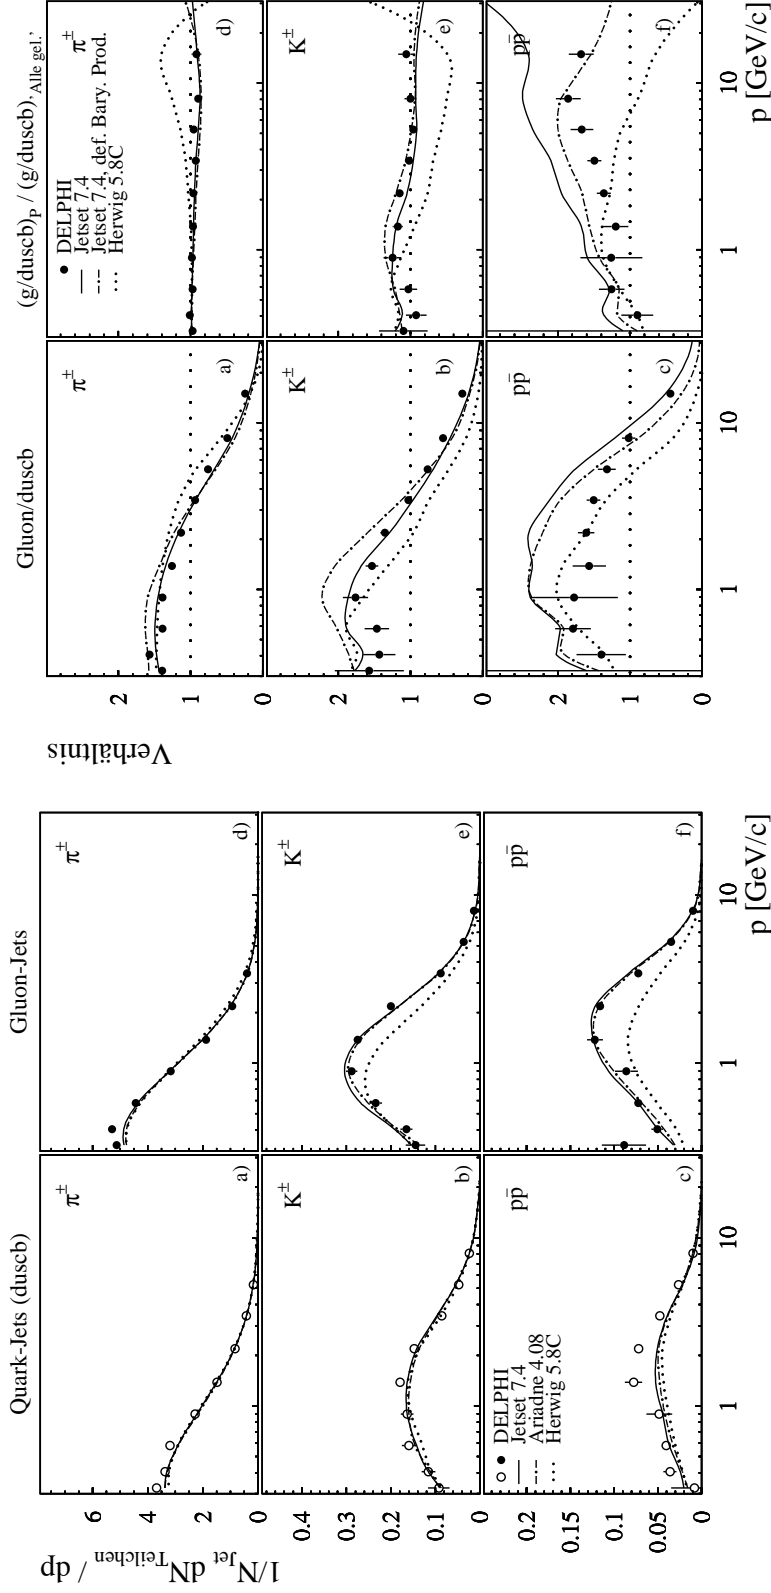 Quark-Jets (duscb)
Gluon-Jets
1/N_Jet dN_Teilchen / dp
6
4
2
0
π±
a)
π±
d)
0.4
0.3
0.2
0.1
0
K±
b)
K±
e)
0.2
0.15
0.1
0.05
0
pp̄
c)
DELPHI
Jetset 7.4
Ariadne 4.08
Herwig 5.8C
pp̄
f)
1
10
1
10
p [GeV/c]
Gluon/duscb
(g/duscb)_p / (g/duscb)_,Alle gel.'
Verhältnis
2
1
0
π±
a)
π±
d)
DELPHI
Jetset 7.4
Jetset 7.4, def. Bary. Prod.
Herwig 5.8C
2
1
0
K±
b)
K±
e)
2
1
0
pp̄
c)
pp̄
f)
1
10
1
10
p [GeV/c]